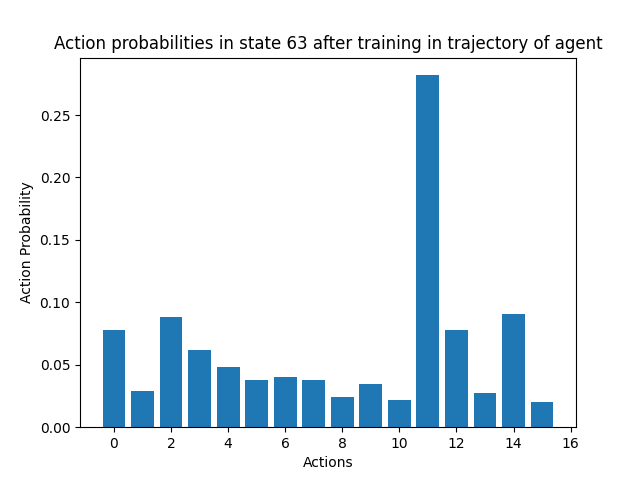 Action probabilities in state 63 after training in trajectory of agent
Action Probability
0.25
0.20
0.15
0.10
0.05
0.00
0 2 4 6 8 10 12 14 16
Actions